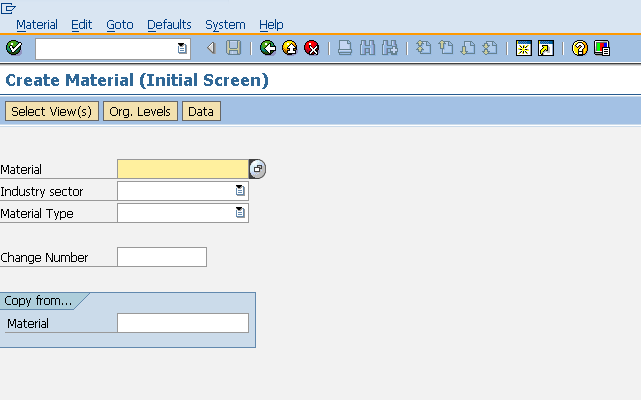 Material Edit Goto Defaults System Help
Create Material (Initial Screen)
Select View(s) Org. Levels Data
Material
Industry sector
Material Type
Change Number
Copy from...
Material